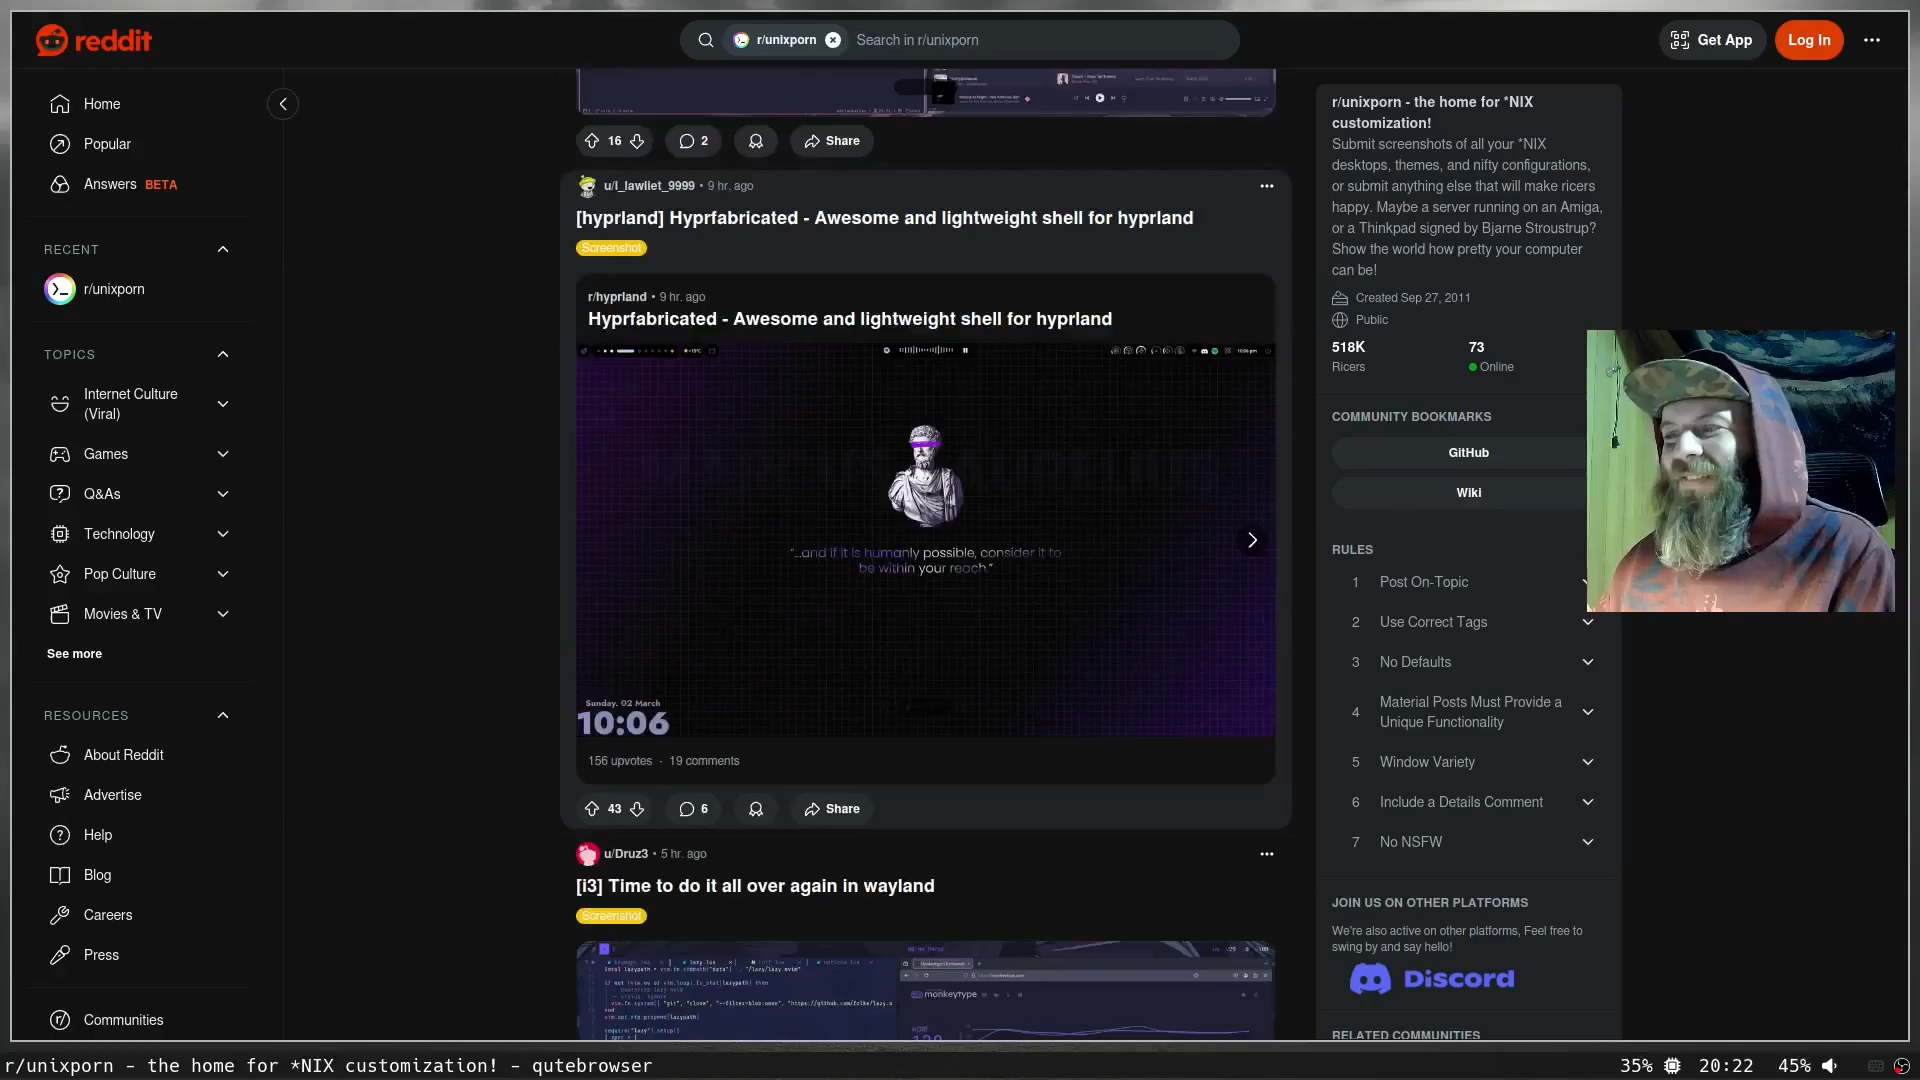 reddit
r/unixporn
Search in r/unixporn
Get App
Log In
Home
Popular
Answers BETA
RECENT
r/unixporn
TOPICS
Internet Culture
(Viral)
Games
Q&As
Technology
Pop Culture
Movies & TV
See more
RESOURCES
About Reddit
Advertise
Help
Blog
Careers
Press
Communities
16
2
Share
u/l_lawliet_9999 • 9 hr. ago
[hyprland] Hyprfabricated - Awesome and lightweight shell for hyprland
Screenshot
r/hyprland • 9 hr. ago
Hyprfabricated - Awesome and lightweight shell for hyprland
"...and if it is humanly possible, consider it to
be within your reach."
Sunday, 02 March
10:06
156 upvotes · 19 comments
43
6
Share
u/Druz3 • 5 hr. ago
[i3] Time to do it all over again in wayland
Screenshot
monkeytype
r/unixporn - the home for *NIX
customization!
Submit screenshots of all your *NIX
desktops, themes, and nifty configurations,
or submit anything else that will make ricers
happy. Maybe a server running on an Amiga,
or a Thinkpad signed by Bjarne Stroustrup?
Show the world how pretty your computer
can be!
Created Sep 27, 2011
Public
518K
73
Ricers
Online
COMMUNITY BOOKMARKS
GitHub
Wiki
RULES
1 Post On-Topic
2 Use Correct Tags
3 No Defaults
4 Material Posts Must Provide a
Unique Functionality
5 Window Variety
6 Include a Details Comment
7 No NSFW
JOIN US ON OTHER PLATFORMS
We're also active on other platforms, Feel free to
swing by and say hello!
Discord
RELATED COMMUNITIES
r/unixporn - the home for *NIX customization! - qutebrowser
35% 20:22 45%